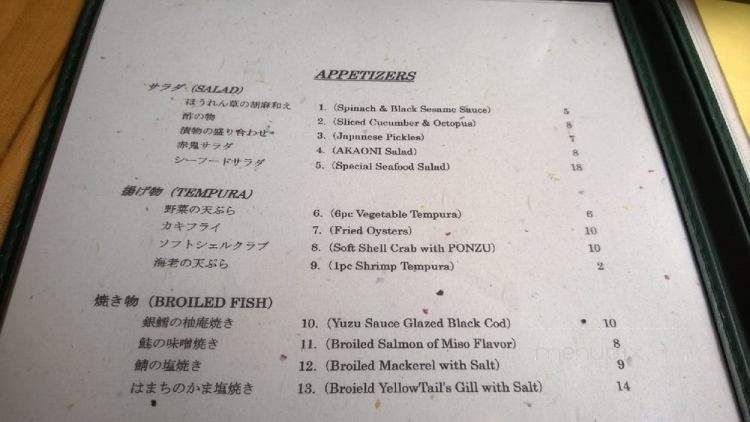 APPETIZERS
サラダ (SALAD)
ほうれん草の胡麻和え 1. (Spinach & Black Sesame Sauce) 5
酢の物 2. (Sliced Cucumber & Octopus) 8
漬物の盛り合わせ 3. (Japanese Pickles) 7
赤鬼サラダ 4. (AKAONI Salad) 8
シーフードサラダ 5. (Special Seafood Salad) 18
揚げ物 (TEMPURA)
野菜の天ぷら 6. (6pc Vegetable Tempura) 6
カキフライ 7. (Fried Oysters) 10
ソフトシェルクラブ 8. (Soft Shell Crab with PONZU) 10
海老の天ぷら 9. (1pc Shrimp Tempura) 2
焼き物 (BROILED FISH)
銀鱈の柚庵焼き 10. (Yuzu Sauce Glazed Black Cod) 10
鮭の味噌焼き 11. (Broiled Salmon of Miso Flavor) 8
鯖の塩焼き 12. (Broiled Mackerel with Salt) 9
はまちのかま塩焼き 13. (Broield YellowTail's Gill with Salt) 14